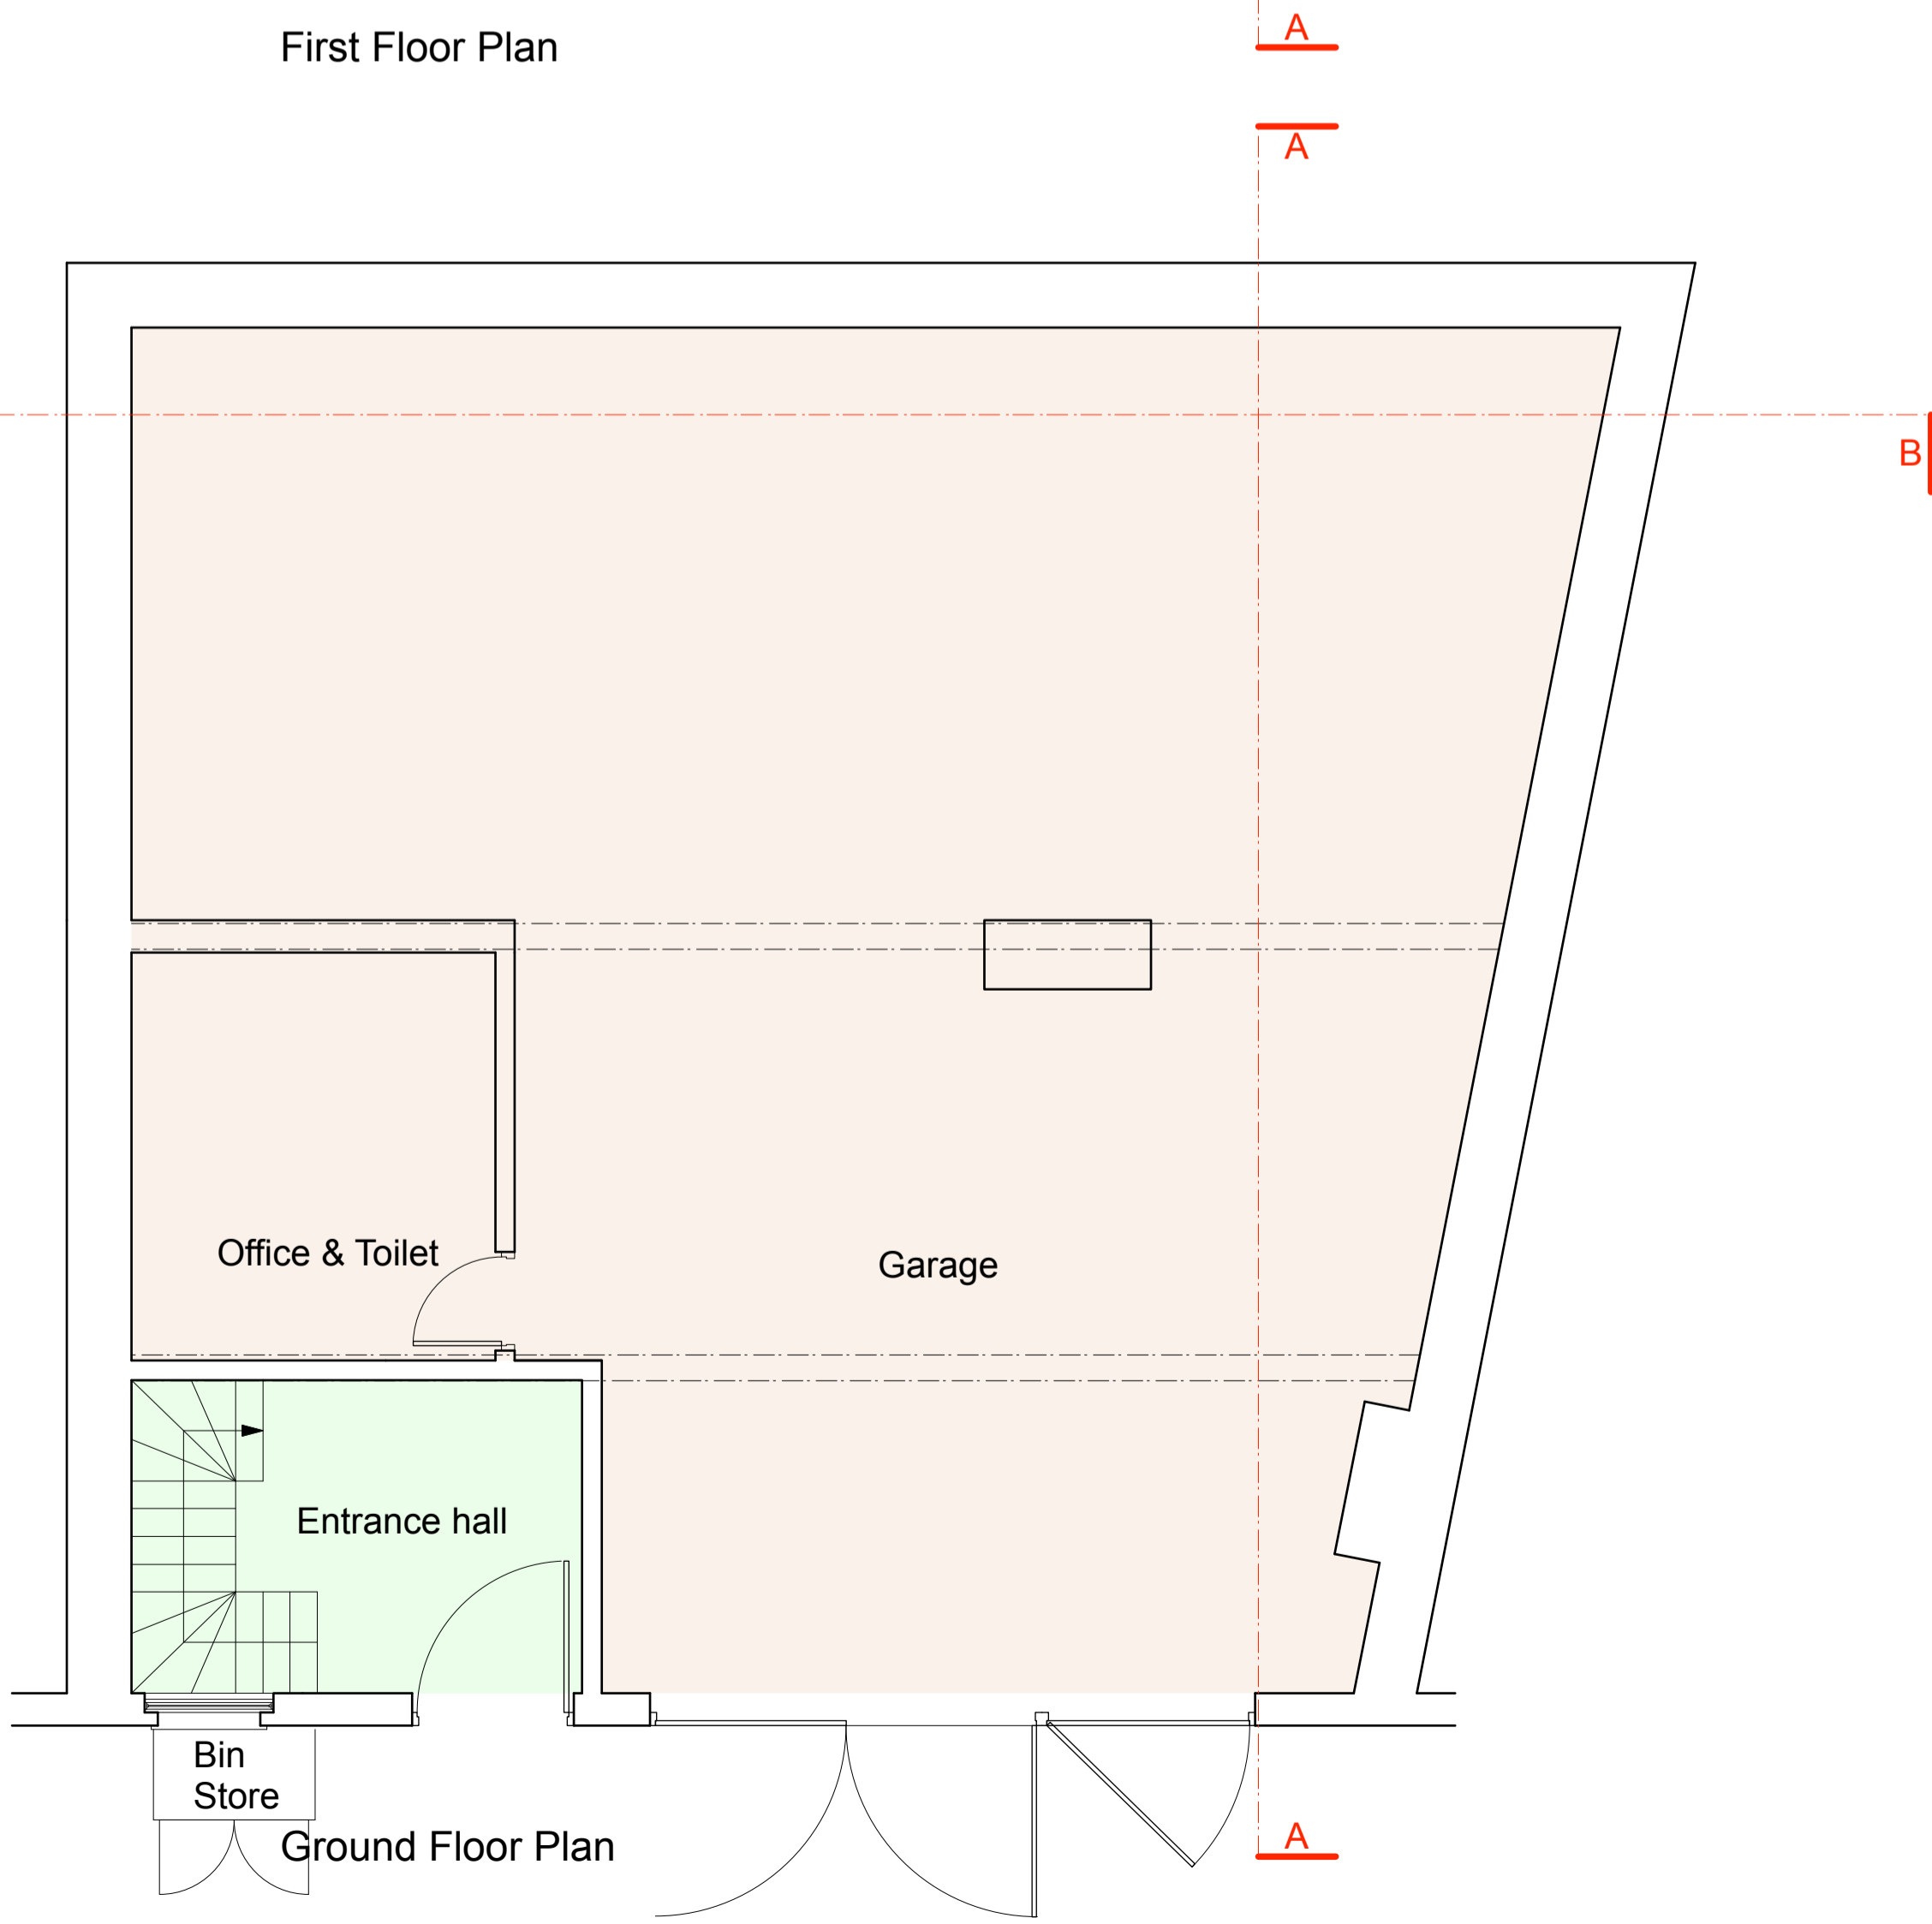 First Floor Plan
A
A
B
Office & Toilet
Garage
Entrance hall
Bin
Store
Ground Floor Plan
A